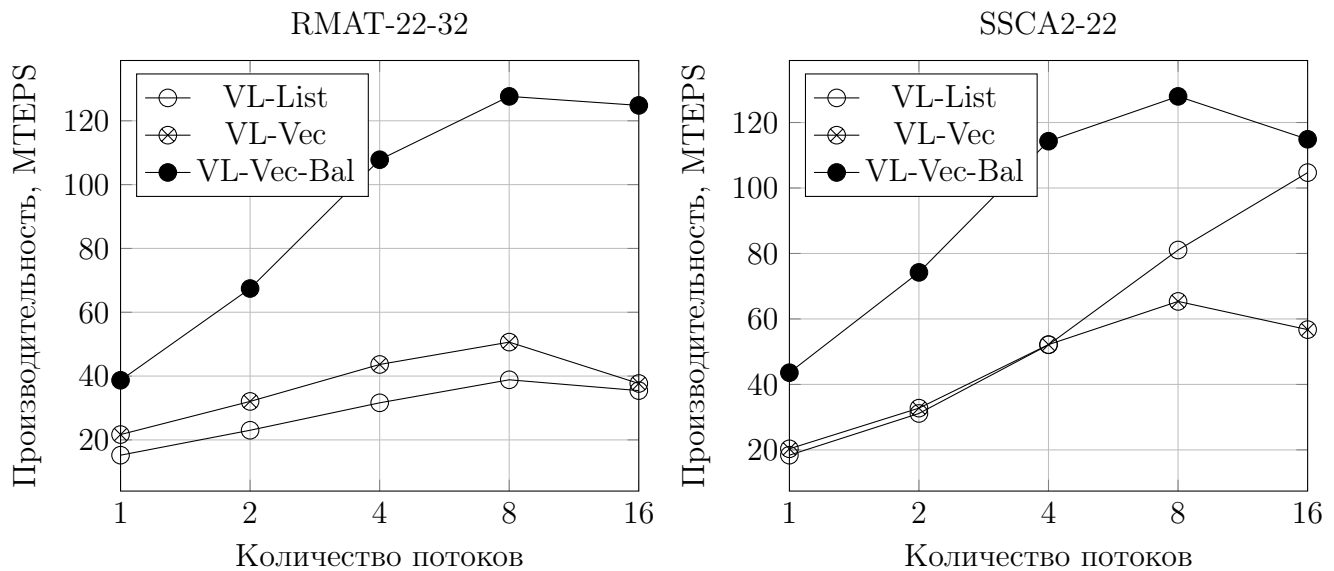 RMAT-22-32
Производительность, MTEPS
120
100
80
60
40
20
VL-List
VL-Vec
VL-Vec-Bal
1 2 4 8 16
Количество потоков
SSCA2-22
Производительность, MTEPS
120
100
80
60
40
20
VL-List
VL-Vec
VL-Vec-Bal
1 2 4 8 16
Количество потоков